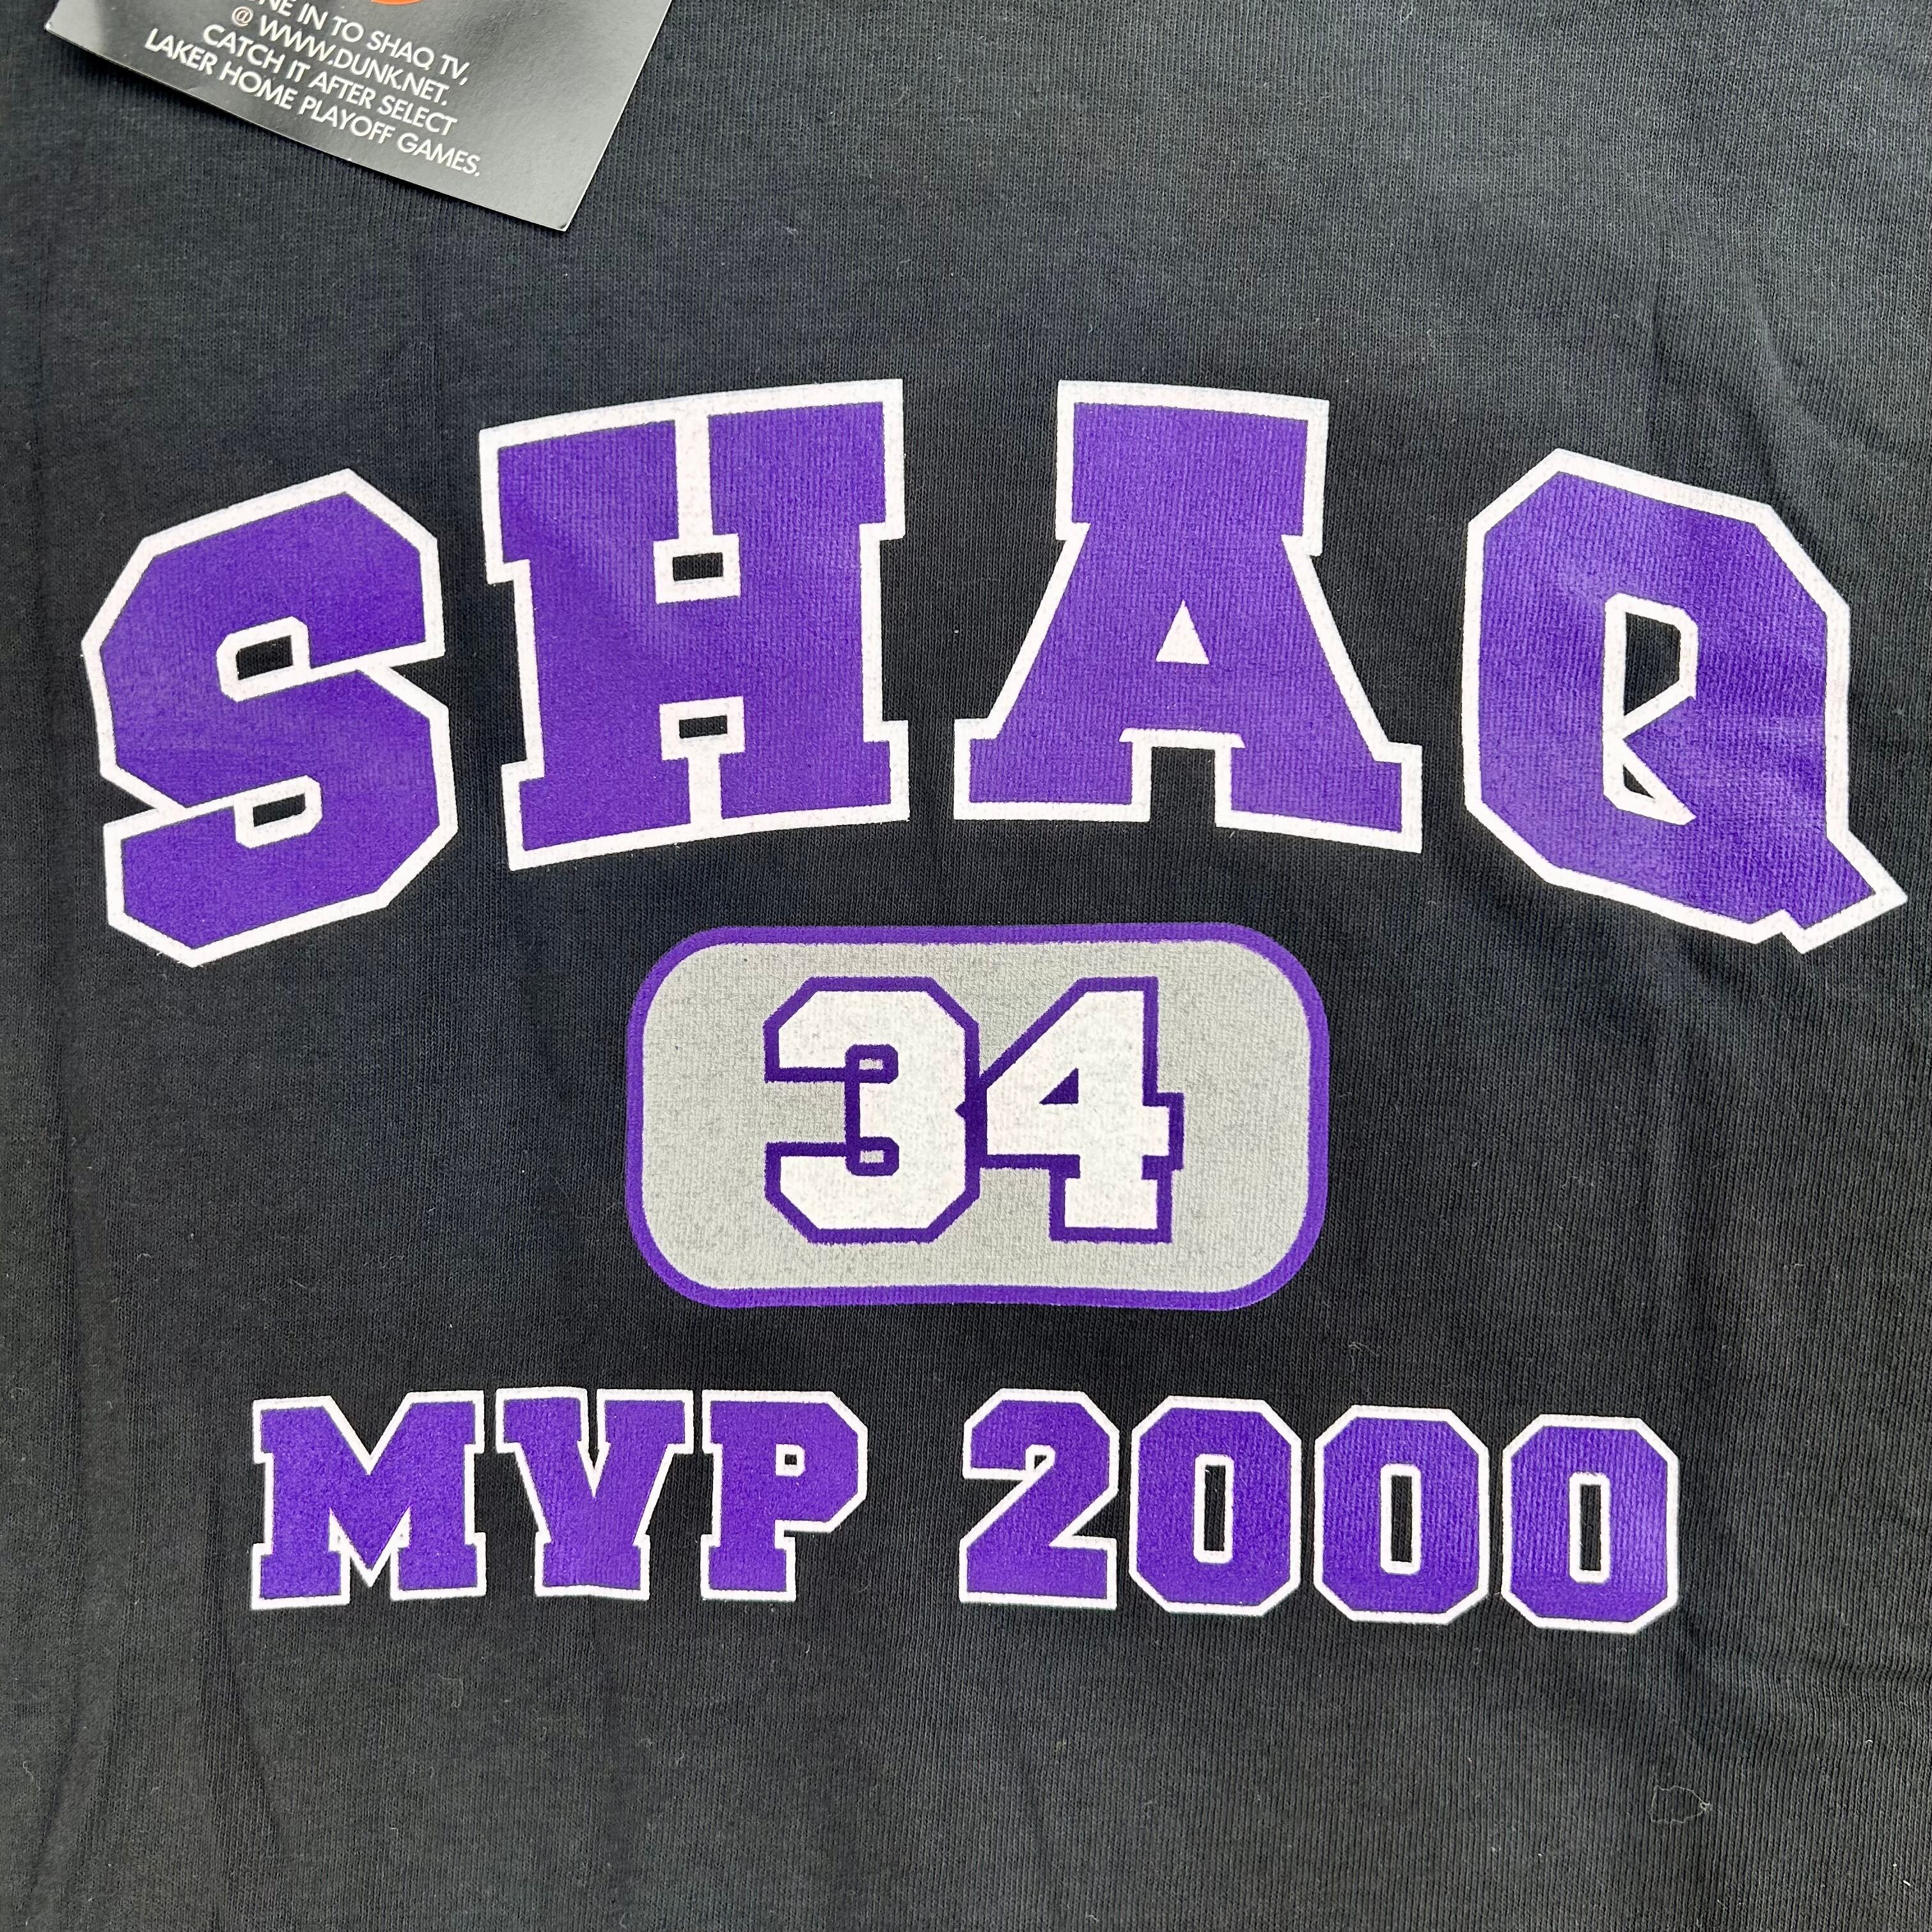 IN TO SHAQ TV,
@ WWW.DUNK.NET.
CATCH IT AFTER SELECT
LAKER HOME PLAYOFF GAMES.
SHAQ
34
MVP 2000